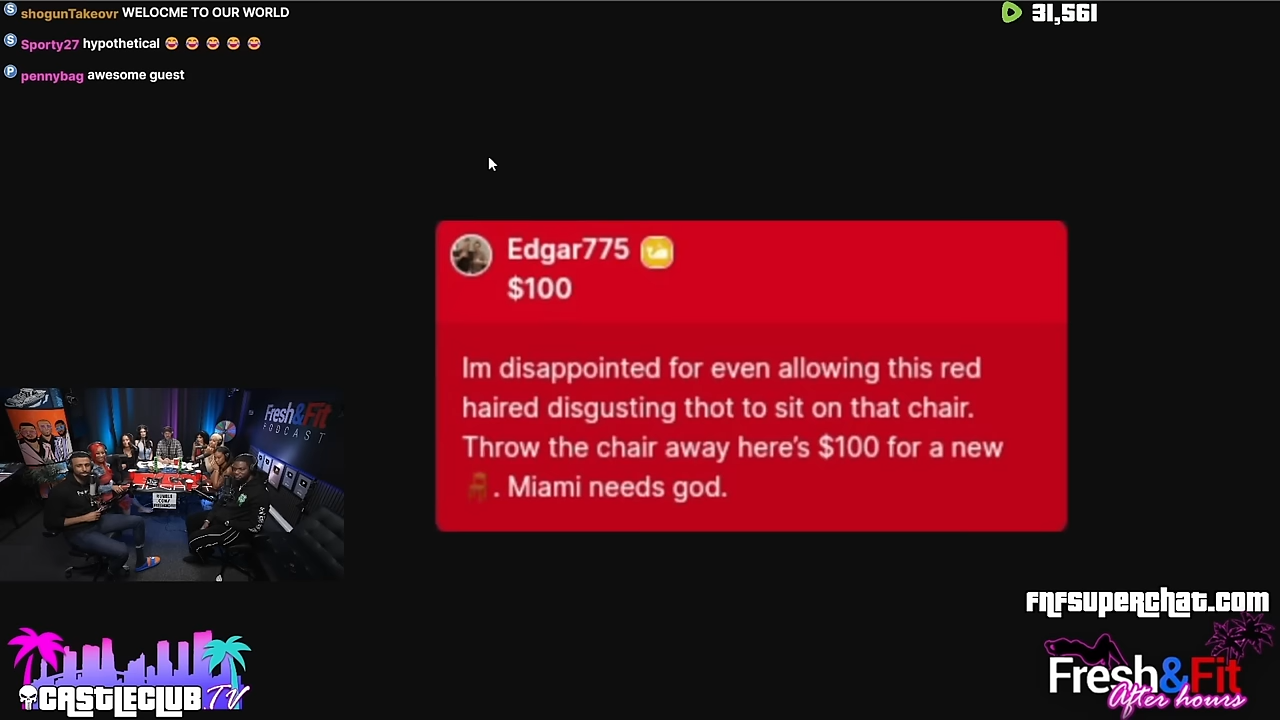 shogunTakeovr WELOCME TO OUR WORLD
Sporty27 hypothetical 😂 😂 😂 😂 😂
pennybag awesome guest
31,561
Edgar775
$100
Im disappointed for even allowing this red
haired disgusting thot to sit on that chair.
Throw the chair away here's $100 for a new
🪑. Miami needs god.
Fresh&Fit
PODCAST
fnfsuperchat.com
CASTLECLUB TV
Fresh&Fit
After hours